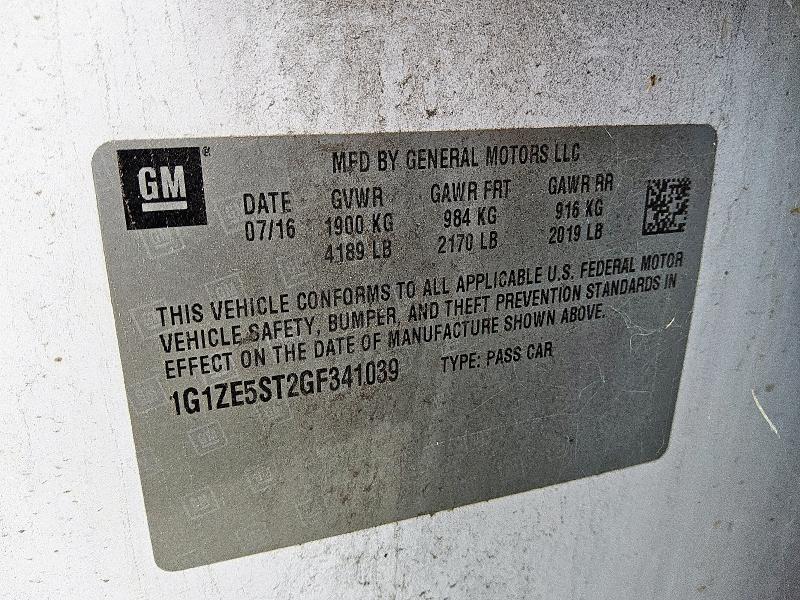 GM
MFD BY GENERAL MOTORS LLC
DATE GVWR GAWR FRT GAWR RR
07/16 1900 KG 984 KG 916 KG
4189 LB 2170 LB 2019 LB
THIS VEHICLE CONFORMS TO ALL APPLICABLE U.S. FEDERAL MOTOR
VEHICLE SAFETY, BUMPER, AND THEFT PREVENTION STANDARDS IN
EFFECT ON THE DATE OF MANUFACTURE SHOWN ABOVE.
1G1ZE5ST2GF341039 TYPE: PASS CAR